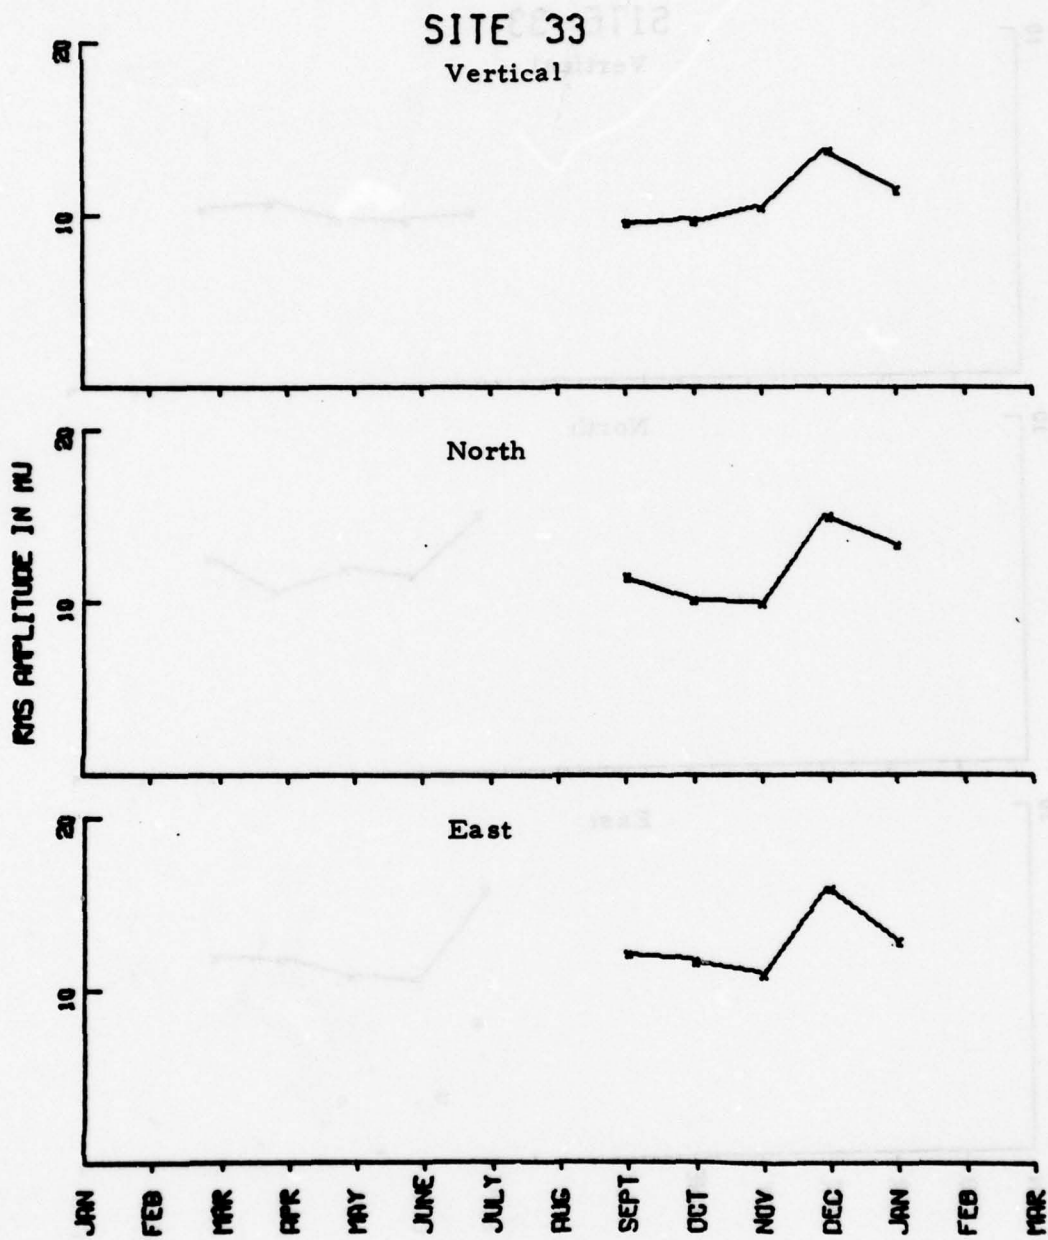 SITE 33
Vertical
20
10
North
20
10
RMS AMPLITUDE IN MU
East
20
10
JAN FEB MAR APR MAY JUNE JULY AUG SEPT OCT NOV DEC JAN FEB MAR